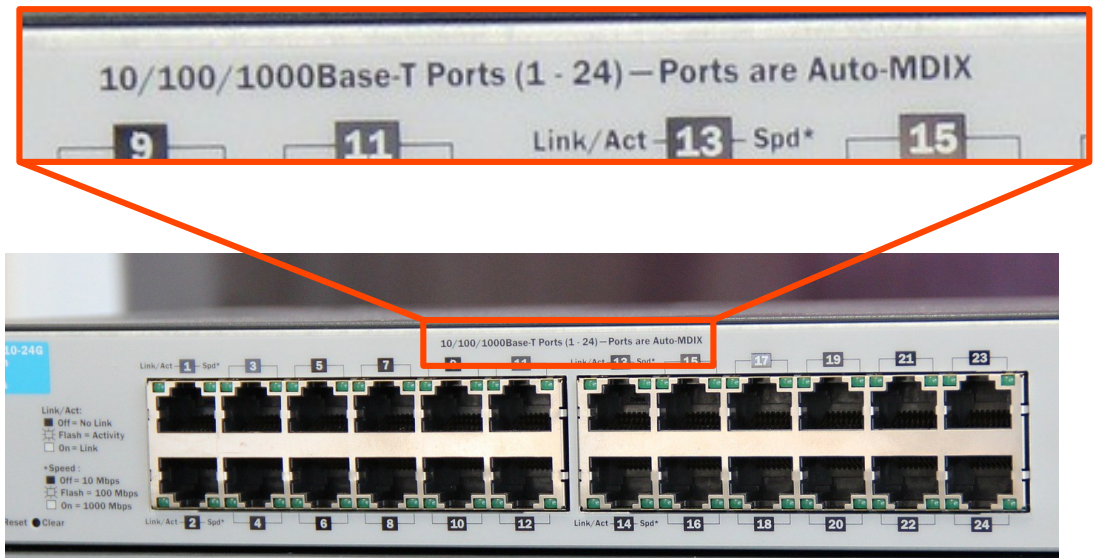 10/100/1000Base-T Ports (1 - 24) — Ports are Auto-MDIX
9 11 Link/Act 13 Spd* 15
10/100/1000Base-T Ports (1 - 24) — Ports are Auto-MDIX
10-24G
Link/Act 1 Spd* 3 5 7 9 11 Link/Act 13 Spd* 15 17 19 21 23
Link/Act:
Off = No Link
Flash = Activity
On = Link
*Speed :
Off = 10 Mbps
Flash = 100 Mbps
On = 1000 Mbps
Reset Clear
Link/Act 2 Spd* 4 6 8 10 12 Link/Act 14 Spd* 16 18 20 22 24